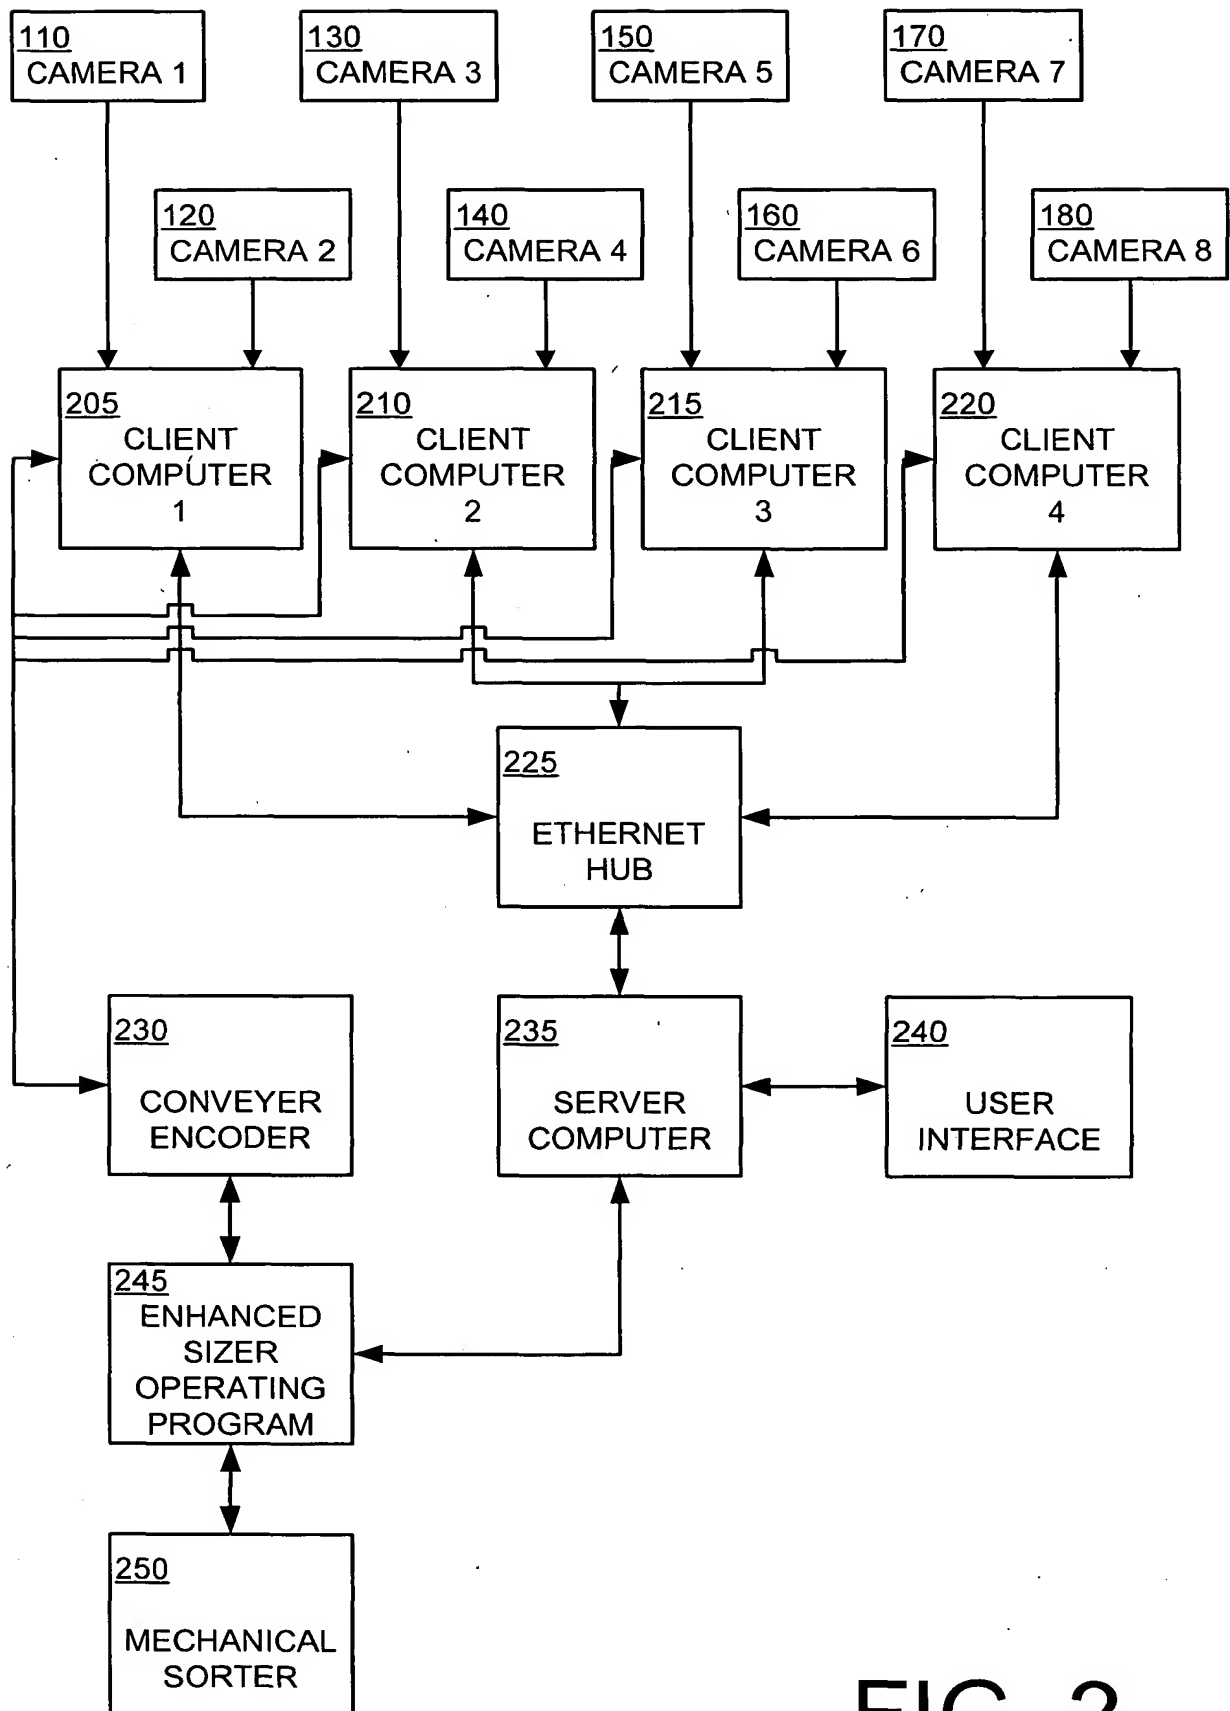 110
CAMERA 1
130
CAMERA 3
150
CAMERA 5
170
CAMERA 7
120
CAMERA 2
140
CAMERA 4
160
CAMERA 6
180
CAMERA 8
205
CLIENT
COMPUTER
1
210
CLIENT
COMPUTER
2
215
CLIENT
COMPUTER
3
220
CLIENT
COMPUTER
4
225
ETHERNET
HUB
230
CONVEYER
ENCODER
235
SERVER
COMPUTER
240
USER
INTERFACE
245
ENHANCED
SIZER
OPERATING
PROGRAM
250
MECHANICAL
SORTER
FIG. 2